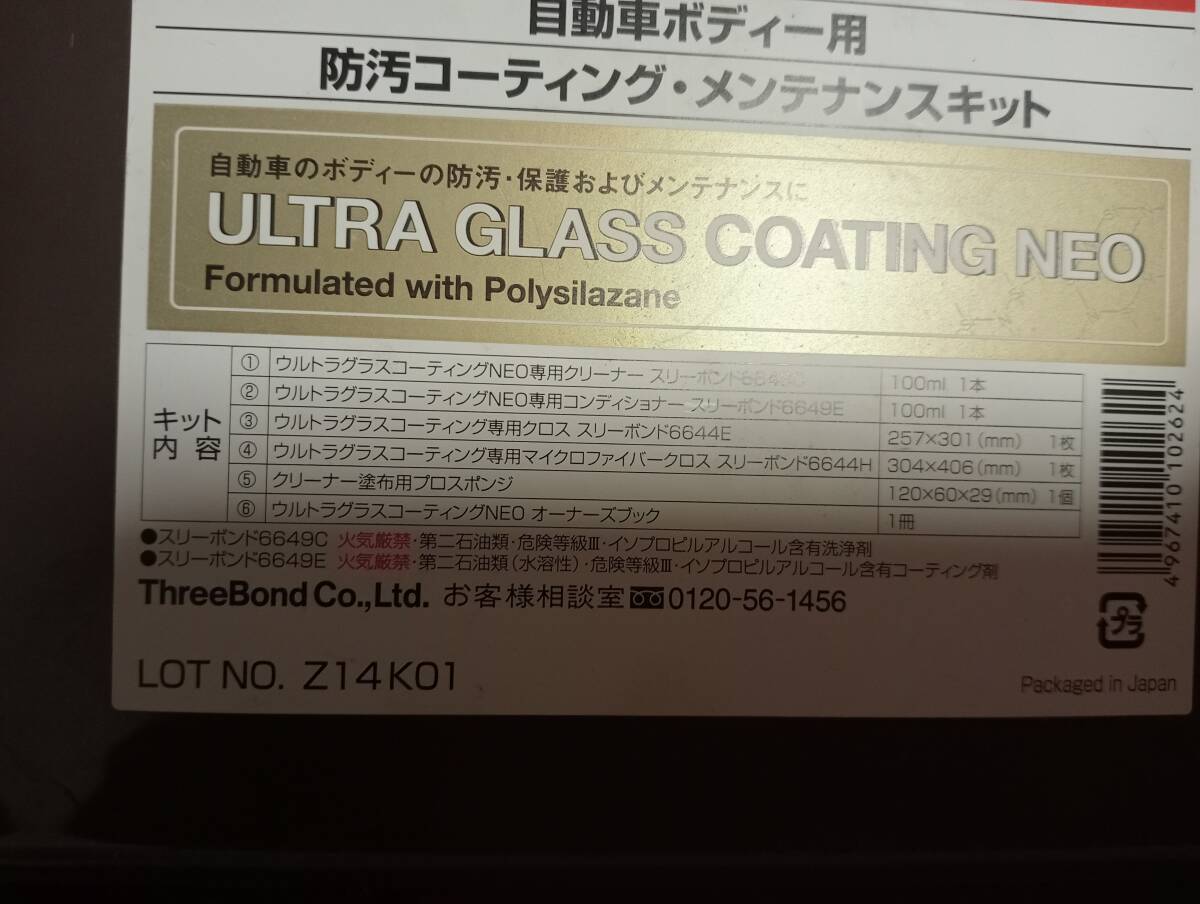 自動車ボディー用
防汚コーティング・メンテナンスキット
自動車のボディーの防汚・保護およびメンテナンスに
ULTRA GLASS COATING NEO
Formulated with Polysilazane
キット内容
① ウルトラグラスコーティングNEO専用クリーナー スリーボンド6649C 100ml 1本
② ウルトラグラスコーティングNEO専用コンディショナー スリーボンド6649E 100ml 1本
③ ウルトラグラスコーティング専用クロス スリーボンド6644E 257×301(mm) 1枚
④ ウルトラグラスコーティング専用マイクロファイバークロス スリーボンド6644H 304×406(mm) 1枚
⑤ クリーナー塗布用プロスポンジ 120×60×29(mm) 1個
⑥ ウルトラグラスコーティングNEO オーナーズブック 1冊
●スリーボンド6649C 火気厳禁・第二石油類・危険等級Ⅲ・イソプロピルアルコール含有洗浄剤
●スリーボンド6649E 火気厳禁・第二石油類(水溶性)・危険等級Ⅲ・イソプロピルアルコール含有コーティング剤
ThreeBond Co.,Ltd. お客様相談室 0120-56-1456
4967410102624
プラ
LOT NO. Z14K01
Packaged in Japan